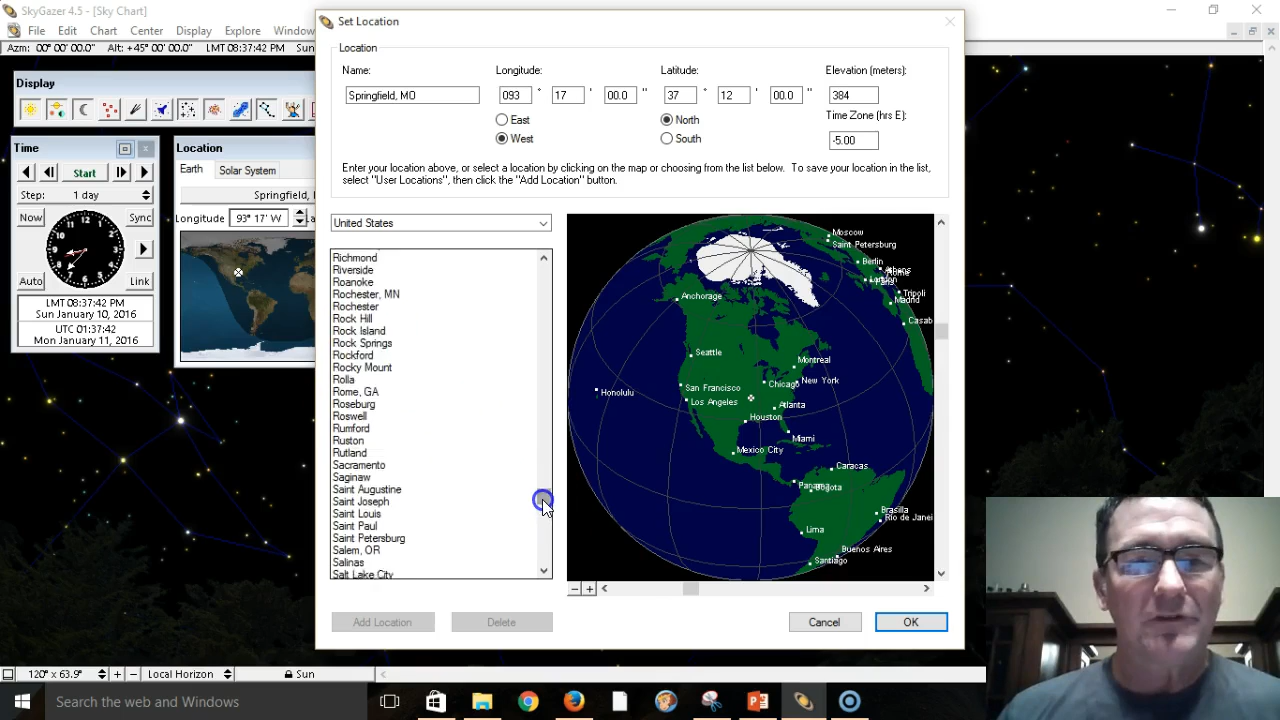 SkyGazer 4.5 - [Sky Chart]
File Edit Chart Center Display Explore Window
Azm: 00° 00' 00.0" Alt: +45° 00' 00.0" LMT 08:37:42 PM Sun
Display
Time
Start
Step: 1 day
Now Sync
Auto Link
LMT 08:37:42 PM
Sun January 10, 2016
UTC 01:37:42
Mon January 11, 2016
Location
Earth Solar System
Springfield, 
Longitude 93° 17' W
Set Location
Location
Name: Longitude: Latitude: Elevation (meters):
Springfield, MO 093 ° 17 ' 00.0 " 37 ° 12 ' 00.0 " 384
East North Time Zone (hrs E):
West South -5.00
Enter your location above, or select a location by clicking on the map or choosing from the list below. To save your location in the list,
select "User Locations", then click the "Add Location" button.
United States
Richmond
Riverside
Roanoke
Rochester, MN
Rochester
Rock Hill
Rock Island
Rock Springs
Rockford
Rocky Mount
Rolla
Rome, GA
Roseburg
Roswell
Rumford
Ruston
Rutland
Sacramento
Saginaw
Saint Augustine
Saint Joseph
Saint Louis
Saint Paul
Saint Petersburg
Salem, OR
Salinas
Salt Lake City
Moscow
Saint Petersburg
Berlin
London
Tripoli
Madrid
Casab
Anchorage
Seattle
Montreal
San Francisco Chicago New York
Honolulu
Los Angeles Atlanta
Houston
Miami
Mexico City
Caracas
Panama Bogota
Brasilia
Rio de Janei
Lima
Buenos Aires
Santiago
Add Location Delete Cancel OK
120° x 63.9° + - Local Horizon Sun
Search the web and Windows